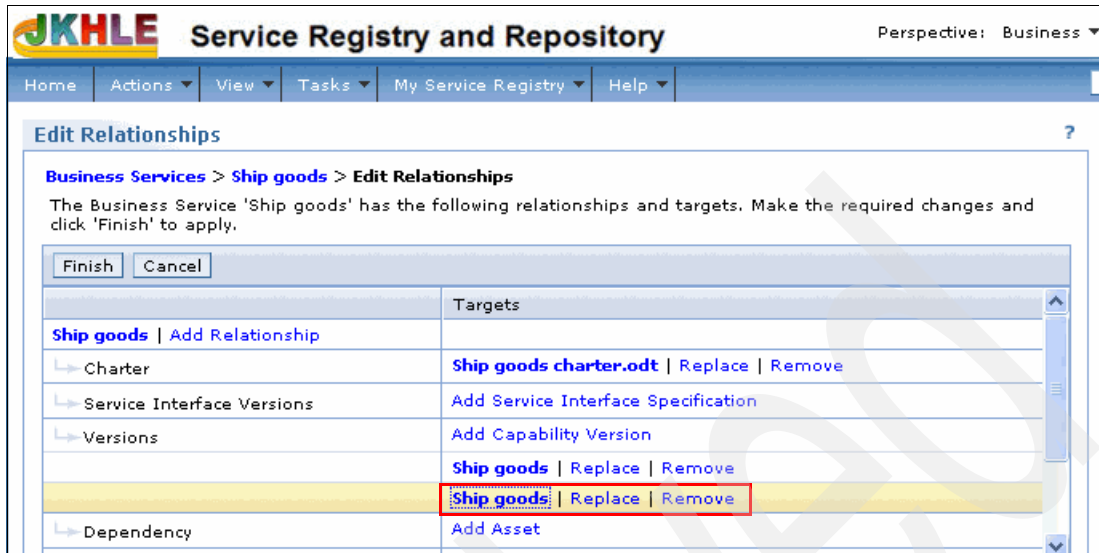 JKHLE Service Registry and Repository Perspective: Business
Home Actions View Tasks My Service Registry Help
Edit Relationships ?
Business Services > Ship goods > Edit Relationships
The Business Service 'Ship goods' has the following relationships and targets. Make the required changes and
click 'Finish' to apply.
Finish Cancel
Targets
Ship goods | Add Relationship
Charter Ship goods charter.odt | Replace | Remove
Service Interface Versions Add Service Interface Specification
Versions Add Capability Version
Ship goods | Replace | Remove
Ship goods | Replace | Remove
Dependency Add Asset